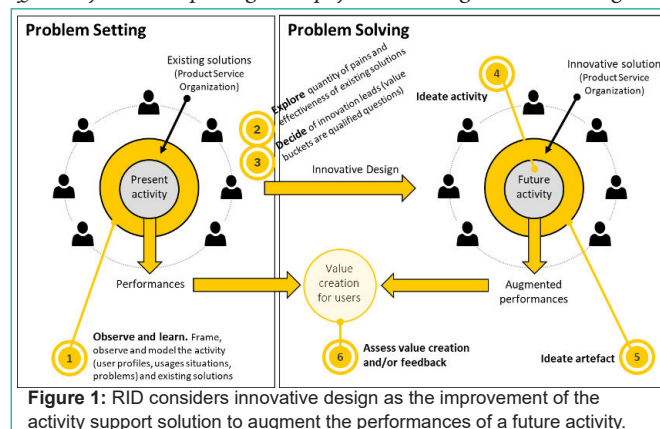 Problem Setting
Existing solutions
(Product Service
Organization)
Present
activity
Performances
1
Observe and learn. Frame,
observe and model the activity
(user profiles, usages situations,
problems) and existing solutions
2
Explore quantity of pains and
effectiveness of existing solutions
3
Decide of innovation leads (value
buckets are qualified questions)
Problem Solving
4
Ideate activity
Innovative solution
(Product Service
Organization)
Innovative Design
Future
activity
Value
creation
for users
Augmented
performances
6
Assess value creation
and/or feedback
Ideate artefact
5
Figure 1: RID considers innovative design as the improvement of the
activity support solution to augment the performances of a future activity.